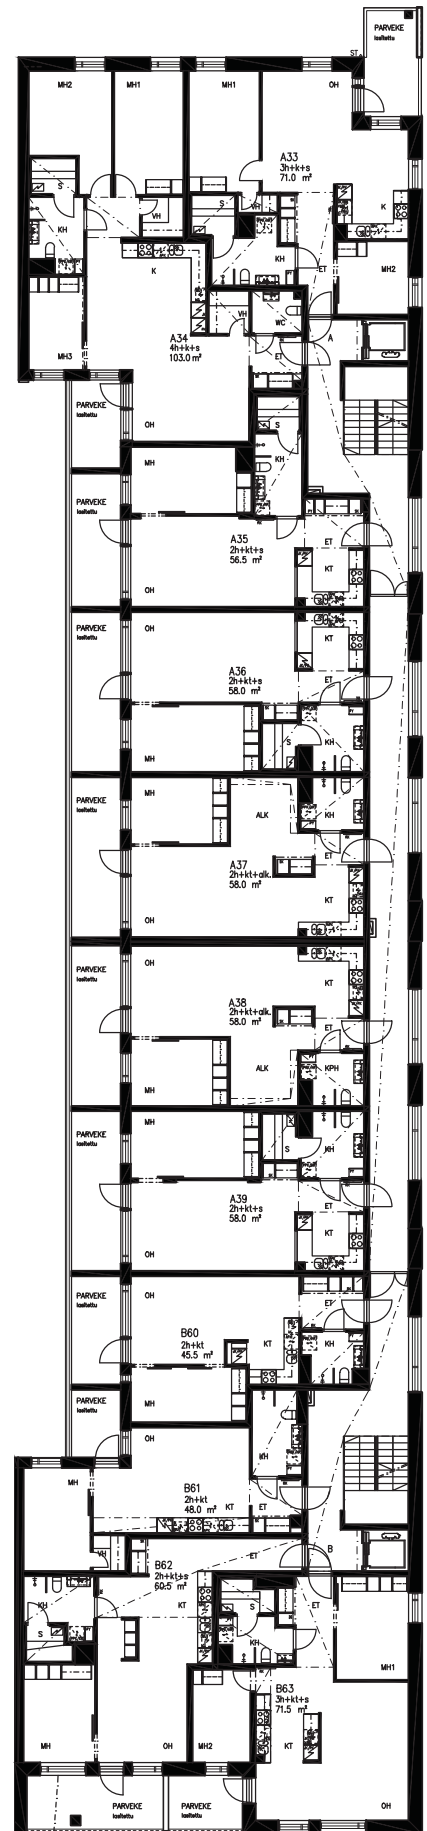 PARVEKE
lasitettu
ST
MH2
MH1
MH1
OH
A33
3h+k+s
71.0 m²
S
VH
S
VH
K
KH
KH
ET
MH2
K
A34
4h+k+s
103.0 m²
VH
WC
A
MH3
ET
PARVEKE
lasitettu
OH
S
KH
MH
PARVEKE
lasitettu
A35
2h+kt+s
56.5 m²
ET
KT
OH
PARVEKE
lasitettu
OH
KT
A36
2h+kt+s
58.0 m²
ET
S
KH
MH
PARVEKE
lasitettu
MH
ALK
KH
A37
2h+kt+alk.
58.0 m²
ET
KT
OH
PARVEKE
lasitettu
OH
KT
A38
2h+kt+alk.
58.0 m²
ET
ALK
KPH
MH
PARVEKE
lasitettu
MH
S
KH
A39
2h+kt+s
58.0 m²
ET
KT
OH
PARVEKE
lasitettu
OH
ET
B60
2h+kt
45.5 m²
KT
KH
PARVEKE
lasitettu
MH
OH
KH
MH
B61
2h+kt
48.0 m²
KT
ET
VH
B62
2h+kt+s
60.5 m²
ET
B
KH
KT
S
ET
S
KH
MH1
B63
3h+kt+s
71.5 m²
MH
OH
MH2
KT
PARVEKE
lasitettu
PARVEKE
lasitettu
OH